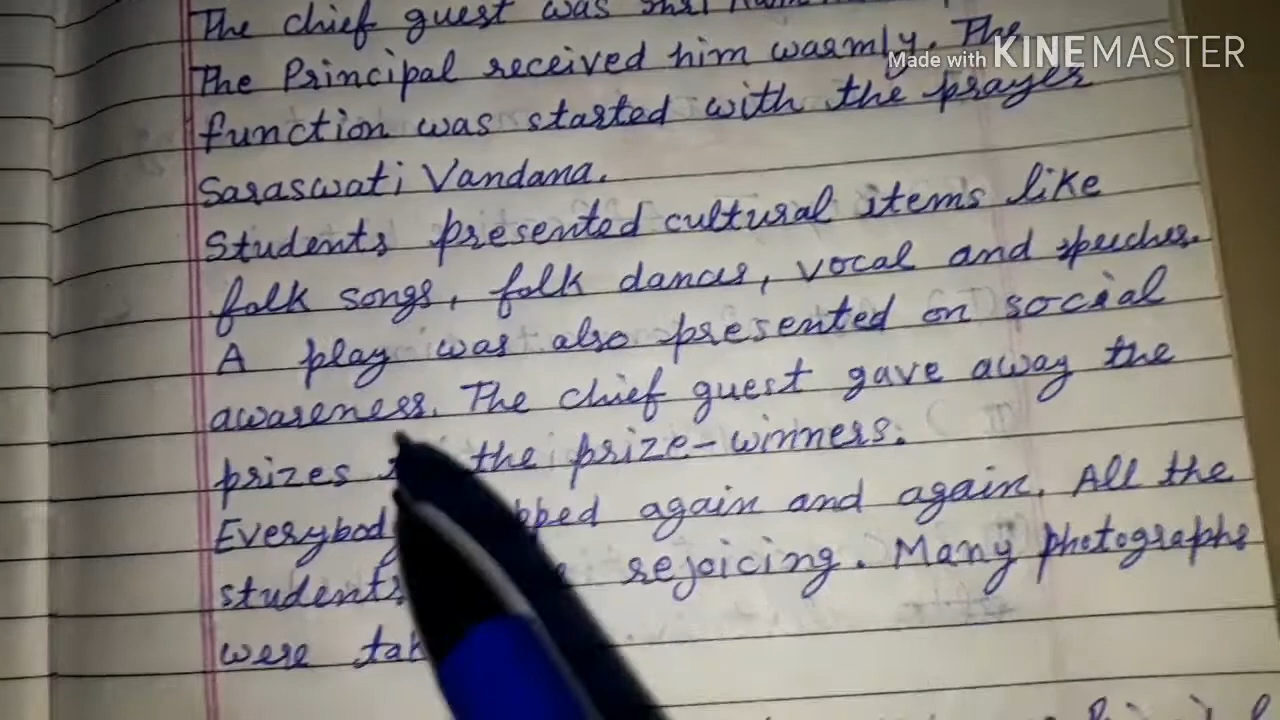 The chief guest was Shri
The Principal received him warmly. The
Made with KINEMASTER
function was started with the prayer
Saraswati Vandana.
Students presented cultural items like
folk songs, folk dances, vocal and speeches.
A play was also presented on social
awareness. The chief guest gave away the
prizes the prize-winners.
Everybody again and again. All the
students rejoicing. Many photographs
were